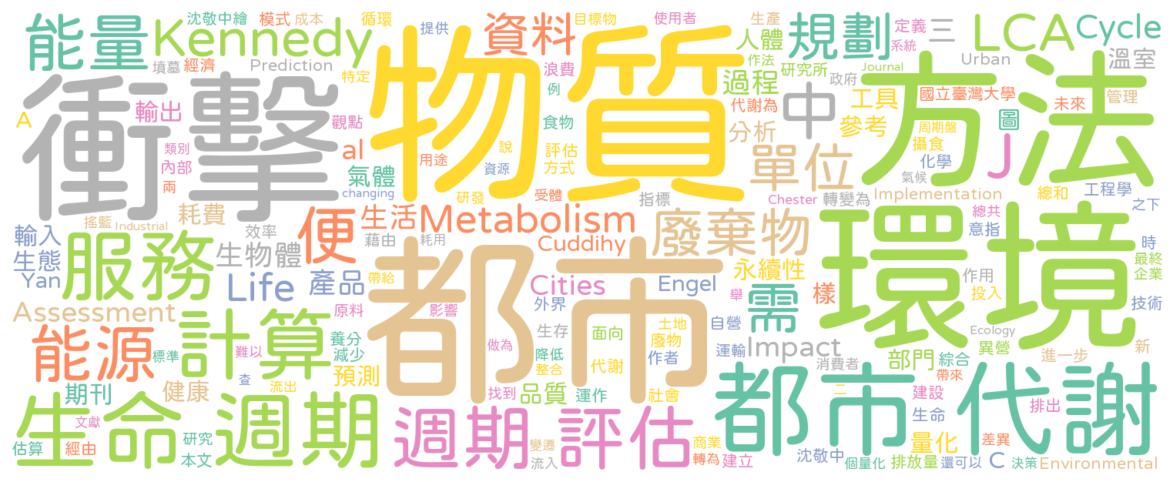 沈敬中繪 模式 成本 循環 提供 目標物 使用者 生產 定義 三 LCA Cycle
能量 Kennedy 資料 人體 作法 規劃 系統
墳墓 經濟 Prediction 特定 浪費 過程 研究所 政府 Journal Urban 溫室
衝擊 物質 例 中 方法
A 輸出 觀點 食物 代謝為 工具 國立臺灣大學 未來 管理
類別 al 說 分析 參考 周期盤 圖
內部 用途 資源 評估 單位 攝食 J
兩 氣體 方式 化學 氣候 總和 工程學
changing 研發 受體 指標 Chester 轉變為 Implementation 之下
搖籃 Industrial 耗費 便 生活 Metabolism 廢棄物 總共
輸入 效率 藉由 耗用 Cuddihy 意指 時
生態 服務 生物體 環境 最終
Yan Life 產品 帶給 都市 Cities Engel 永續性 需 樣 作用 企業
Assessment 原料 影響 外界 舉 投入 技術
能源 計算 養分 生存 面向 土地 自營 Impact 異營 Ecology
標準 難以 減少 做為 降低 廢物 運輸 部門 綜合 進一步 新
期刊 健康 查 預測 整合 代謝 作者 消費者 帶來
生命週期 流出 找到 品質 運作 社會 二 建設 排出
文獻 週期 評估 都市代謝 生命
估算 經由 研究 變遷 商業 量化 差異
本文 流入 轉為 建立 沈敬中 個量化 排放量 還可以 C 決策 Environmental